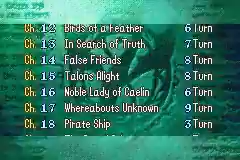 Ch. 12 Birds of a Feather 6 Turn
Ch. 13 In Search of Truth 7 Turn
Ch. 14 False Friends 8 Turn
Ch. 15 Talons Alight 8 Turn
Ch. 16 Noble Lady of Caelin 6 Turn
Ch. 17 Whereabouts Unknown 9 Turn
Ch. 18 Pirate Ship 3 Turn